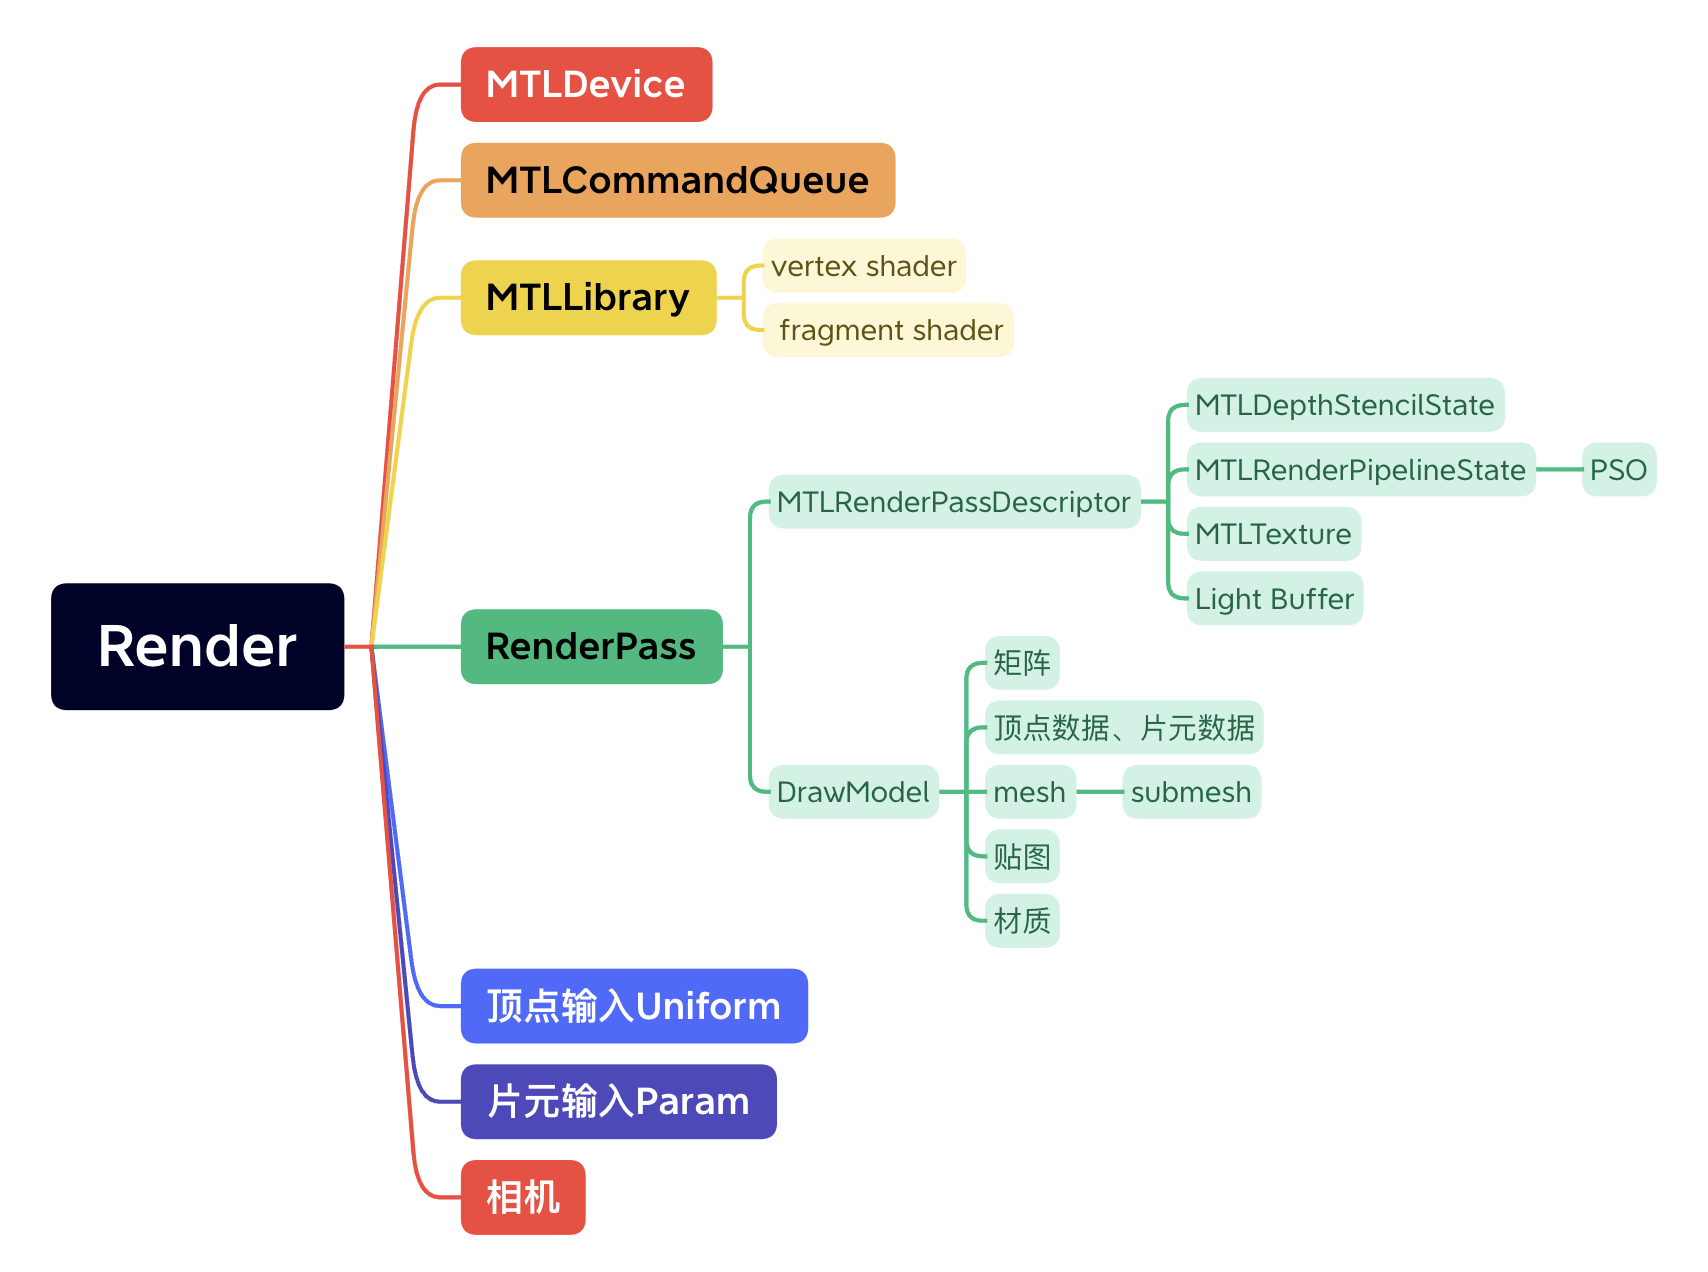 Render
MTLDevice
MTLCommandQueue
MTLLibrary
vertex shader
fragment shader
RenderPass
MTLRenderPassDescriptor
MTLDepthStencilState
MTLRenderPipelineState
PSO
MTLTexture
Light Buffer
DrawModel
矩阵
顶点数据、片元数据
mesh
submesh
贴图
材质
顶点输入Uniform
片元输入Param
相机